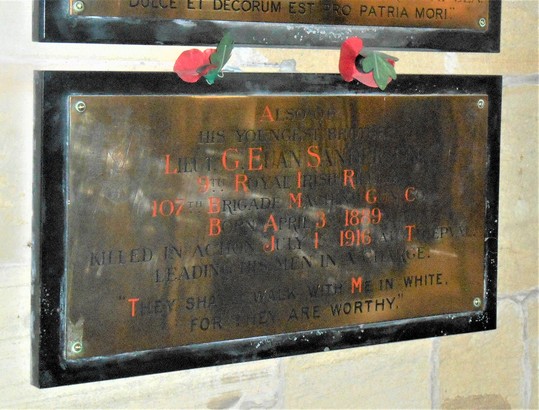 DULCE ET DECORUM EST PRO PATRIA MORI"
ALSO OF
HIS YOUNGEST BROTHER
LIEUT. G EUAN S
9TH ROYAL IRISH R
107TH BRIGADE M G C
BORN APRIL 3 1889
KILLED IN ACTION JULY 1 1916 AT THIEPVAL
LEADING HIS MEN IN A CHARGE.
"THEY SHALL WALK WITH ME IN WHITE,
FOR THEY ARE WORTHY."